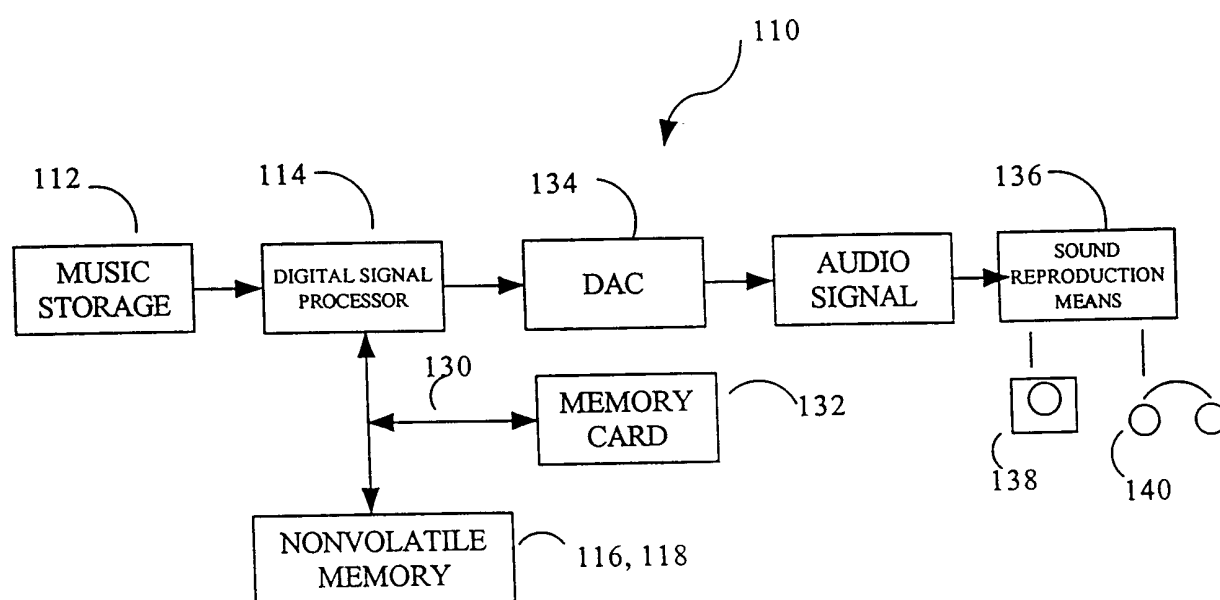 110
112
114
134
136
MUSIC
STORAGE
DIGITAL SIGNAL
PROCESSOR
DAC
AUDIO
SIGNAL
SOUND
REPRODUCTION
MEANS
130
MEMORY
CARD
132
138
140
NONVOLATILE
MEMORY
116, 118